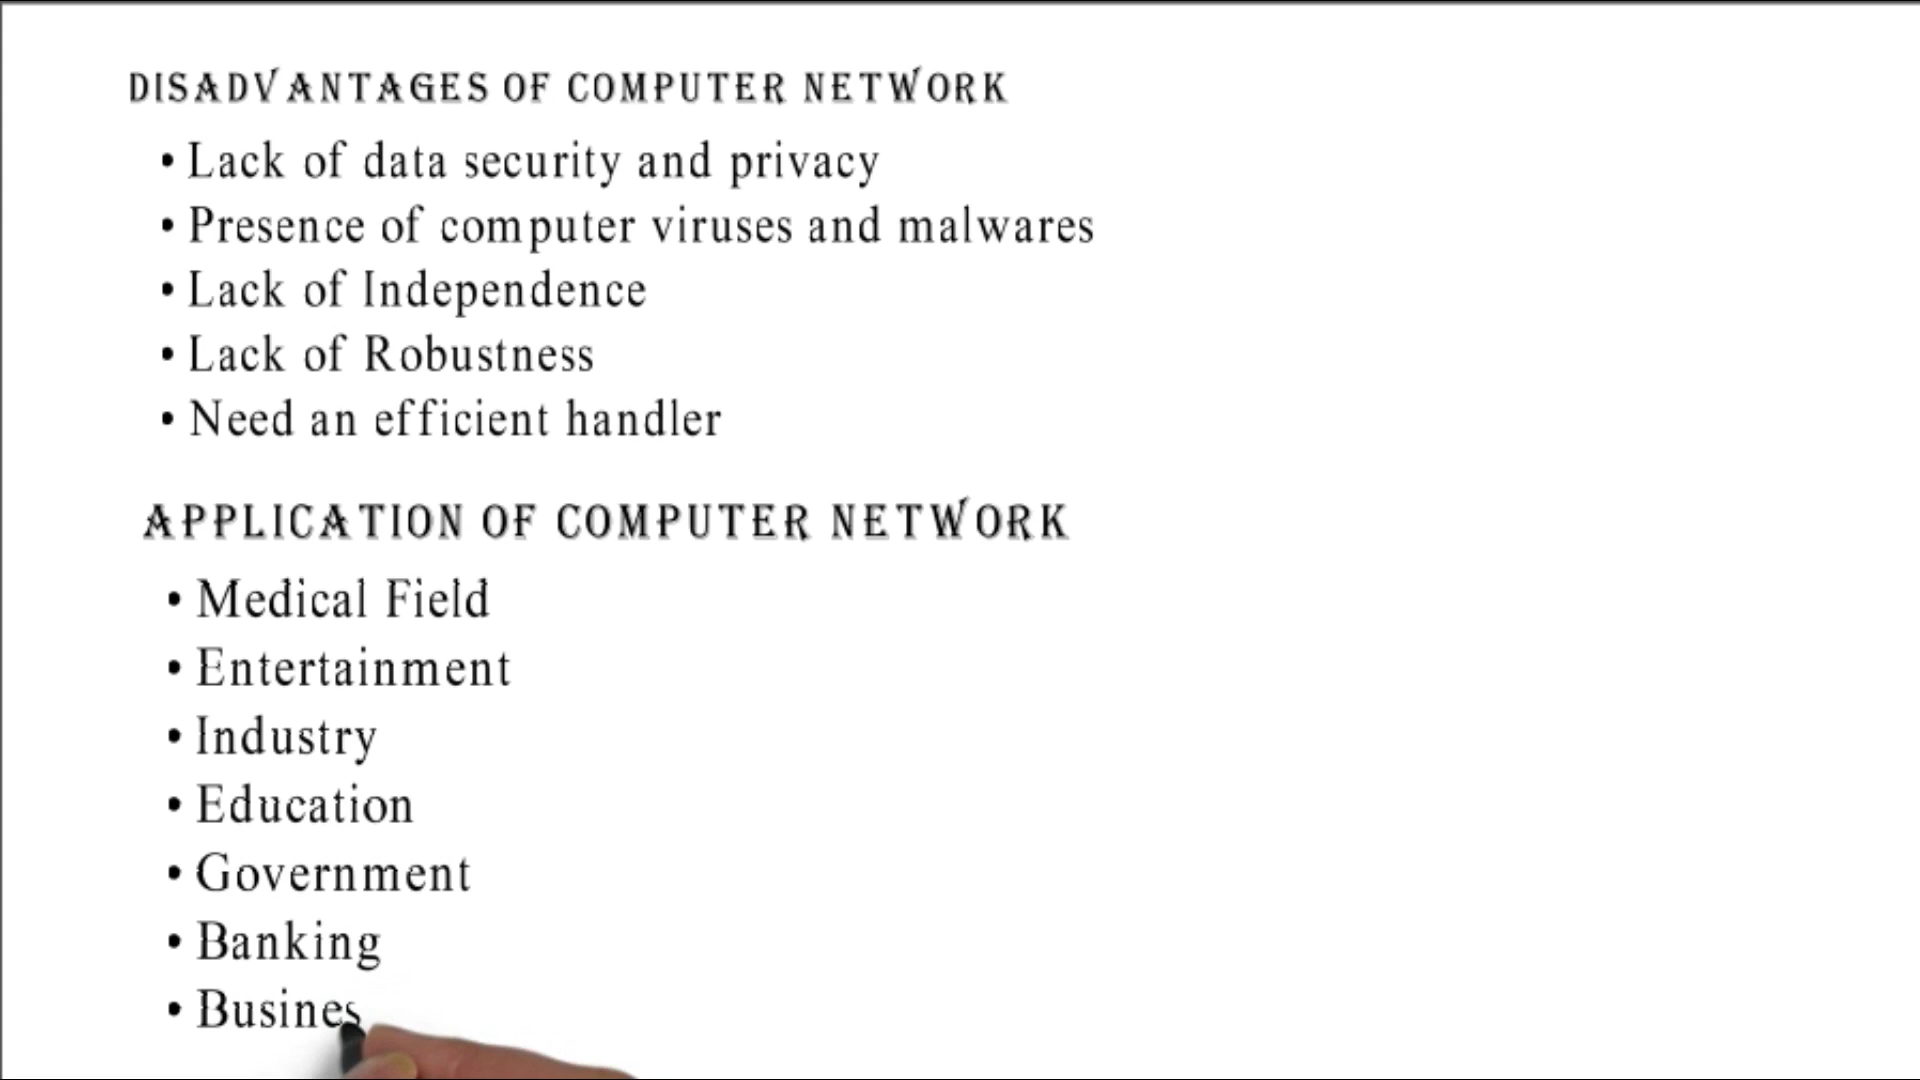 DISADVANTAGES OF COMPUTER NETWORK
• Lack of data security and privacy
• Presence of computer viruses and malwares
• Lack of Independence
• Lack of Robustness
• Need an efficient handler
APPLICATION OF COMPUTER NETWORK
• Medical Field
• Entertainment
• Industry
• Education
• Government
• Banking
• Busines